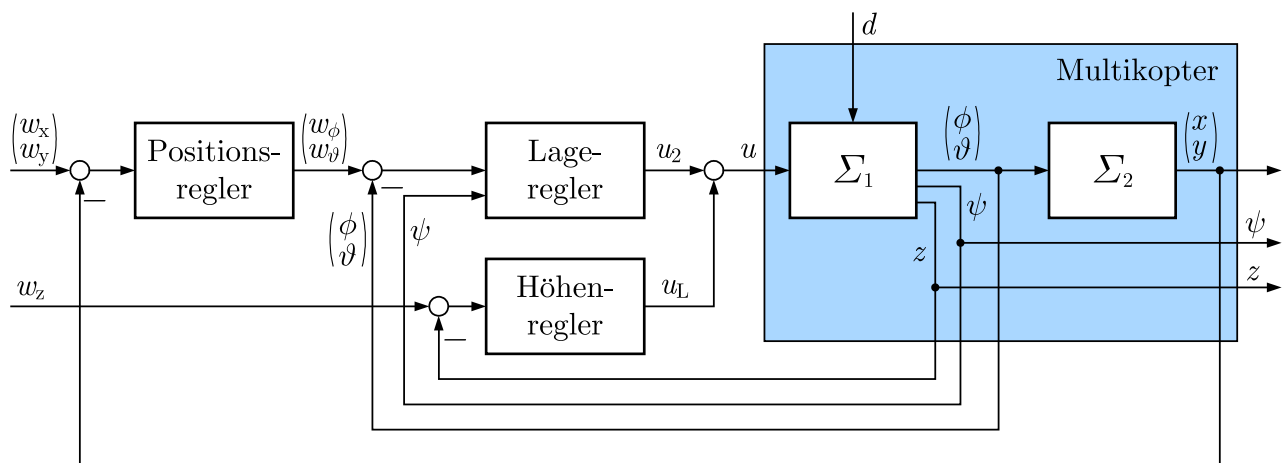 d
Multikopter
(w_x
w_y)
Positions-
regler
(w_ϕ
w_ϑ)
−
Lage-
regler
u_2
u
Σ_1
(ϕ
ϑ)
Σ_2
(x
y)
−
(ϕ
ϑ)
ψ
ψ
ψ
z
z
w_z
Höhen-
regler
u_L
−